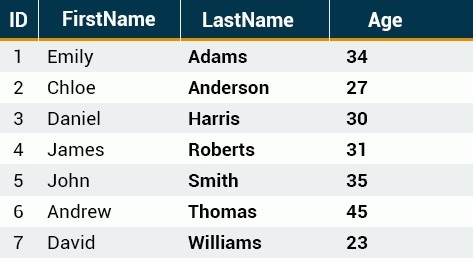 ID FirstName LastName Age
1 Emily Adams 34
2 Chloe Anderson 27
3 Daniel Harris 30
4 James Roberts 31
5 John Smith 35
6 Andrew Thomas 45
7 David Williams 23